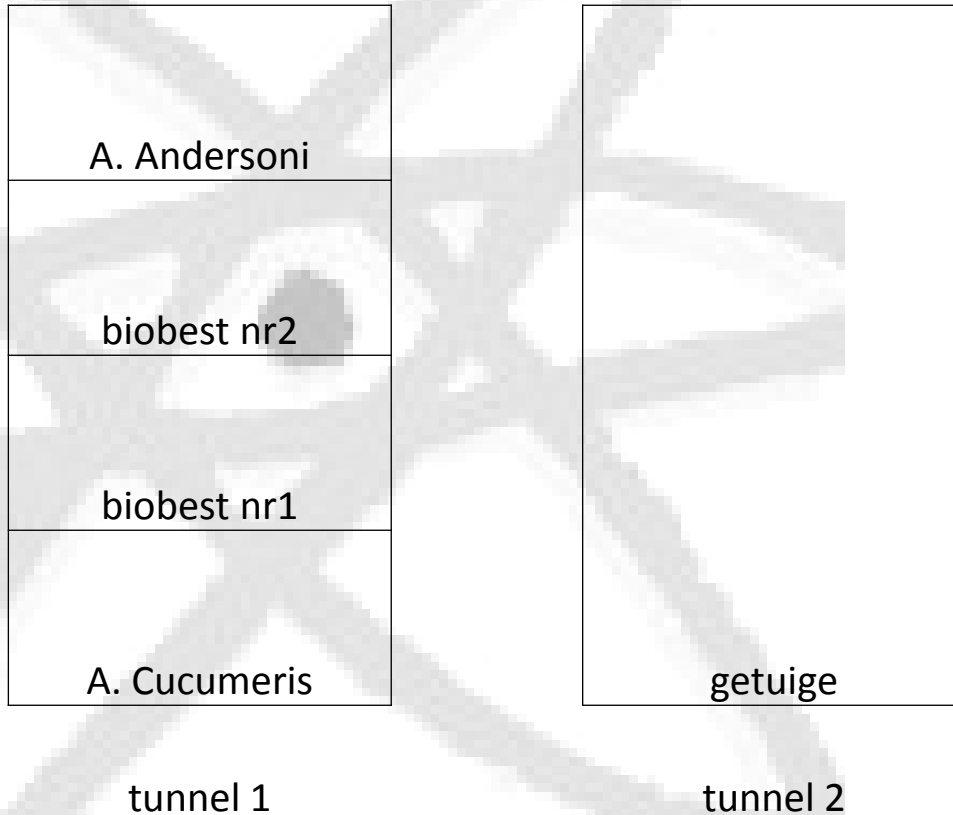 A. Andersoni
biobest nr2
biobest nr1
A. Cucumeris
getuige
tunnel 1
tunnel 2